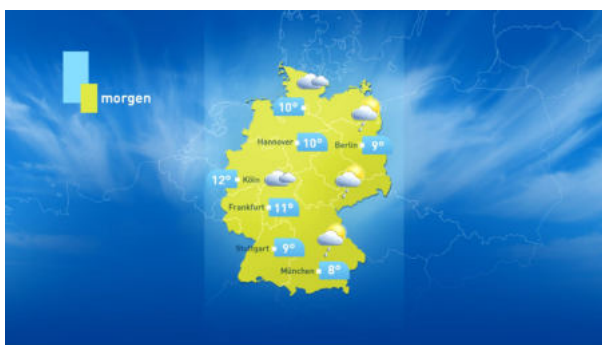 morgen
10°
Hannover 10°
Berlin 9°
12° Köln
Frankfurt 11°
Stuttgart 9°
München 8°